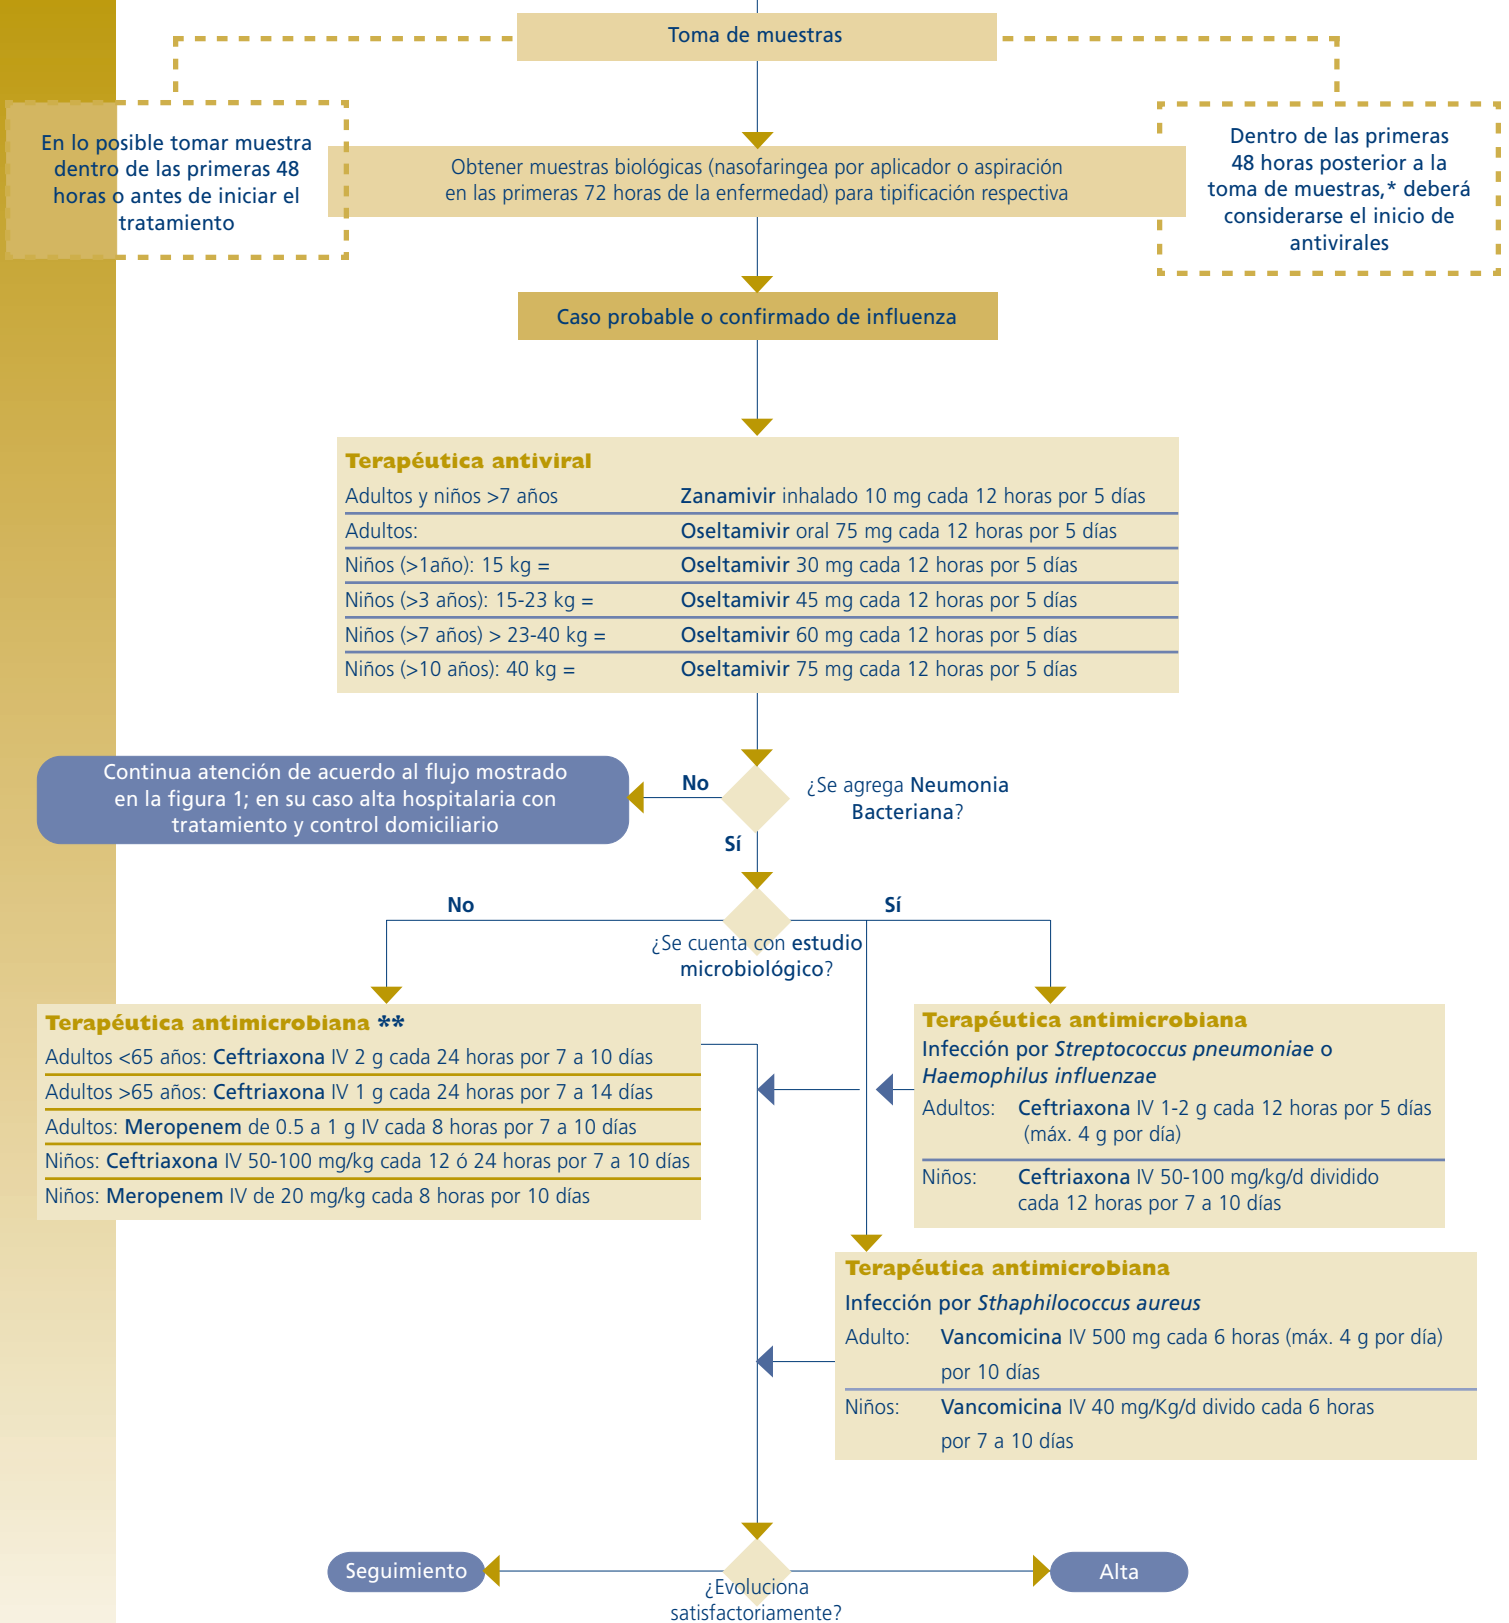 Toma de muestras
En lo posible tomar muestra
dentro de las primeras 48
horas o antes de iniciar el
tratamiento
Obtener muestras biológicas (nasofaringea por aplicador o aspiración
en las primeras 72 horas de la enfermedad) para tipificación respectiva
Dentro de las primeras
48 horas posterior a la
toma de muestras,* deberá
considerarse el inicio de
antivirales
Caso probable o confirmado de influenza
Terapéutica antiviral
Adultos y niños >7 años Zanamivir inhalado 10 mg cada 12 horas por 5 días
Adultos: Oseltamivir oral 75 mg cada 12 horas por 5 días
Niños (>1año): 15 kg = Oseltamivir 30 mg cada 12 horas por 5 días
Niños (>3 años): 15-23 kg = Oseltamivir 45 mg cada 12 horas por 5 días
Niños (>7 años) > 23-40 kg = Oseltamivir 60 mg cada 12 horas por 5 días
Niños (>10 años): 40 kg = Oseltamivir 75 mg cada 12 horas por 5 días
¿Se agrega Neumonia
Bacteriana?
No
Continua atención de acuerdo al flujo mostrado
en la figura 1; en su caso alta hospitalaria con
tratamiento y control domiciliario
Sí
¿Se cuenta con estudio
microbiológico?
No
Sí
Terapéutica antimicrobiana **
Adultos <65 años: Ceftriaxona IV 2 g cada 24 horas por 7 a 10 días
Adultos >65 años: Ceftriaxona IV 1 g cada 24 horas por 7 a 14 días
Adultos: Meropenem de 0.5 a 1 g IV cada 8 horas por 7 a 10 días
Niños: Ceftriaxona IV 50-100 mg/kg cada 12 ó 24 horas por 7 a 10 días
Niños: Meropenem IV de 20 mg/kg cada 8 horas por 10 días
Terapéutica antimicrobiana
Infección por Streptococcus pneumoniae o
Haemophilus influenzae
Adultos: Ceftriaxona IV 1-2 g cada 12 horas por 5 días
(máx. 4 g por día)
Niños: Ceftriaxona IV 50-100 mg/kg/d dividido
cada 12 horas por 7 a 10 días
Terapéutica antimicrobiana
Infección por Sthaphilococcus aureus
Adulto: Vancomicina IV 500 mg cada 6 horas (máx. 4 g por día)
por 10 días
Niños: Vancomicina IV 40 mg/Kg/d divido cada 6 horas
por 7 a 10 días
Seguimiento
¿Evoluciona
satisfactoriamente?
Alta